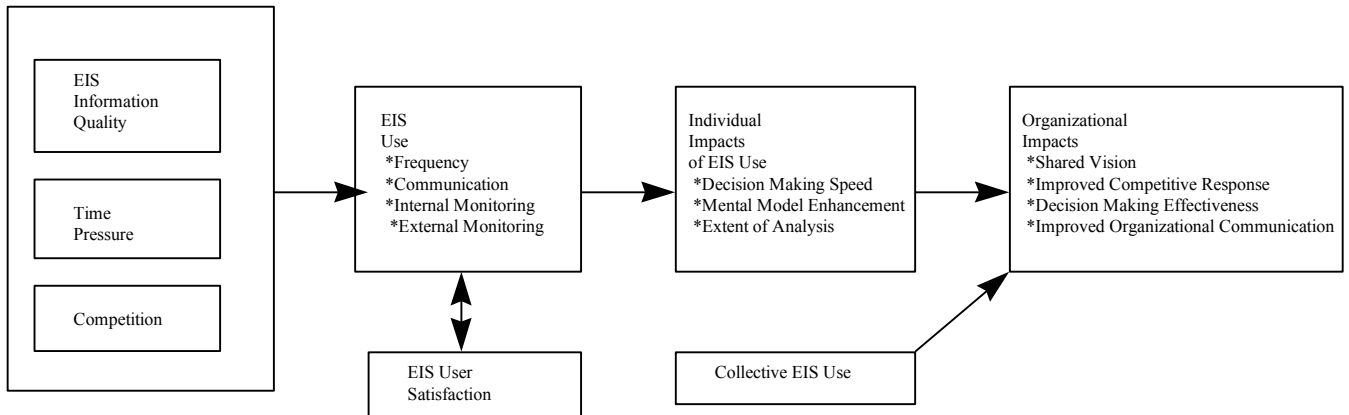 EIS
Information
Quality
Time
Pressure
Competition
EIS
Use
*Frequency
*Communication
*Internal Monitoring
*External Monitoring
EIS User
Satisfaction
Individual
Impacts
of EIS Use
*Decision Making Speed
*Mental Model Enhancement
*Extent of Analysis
Collective EIS Use
Organizational
Impacts
*Shared Vision
*Improved Competitive Response
*Decision Making Effectiveness
*Improved Organizational Communication